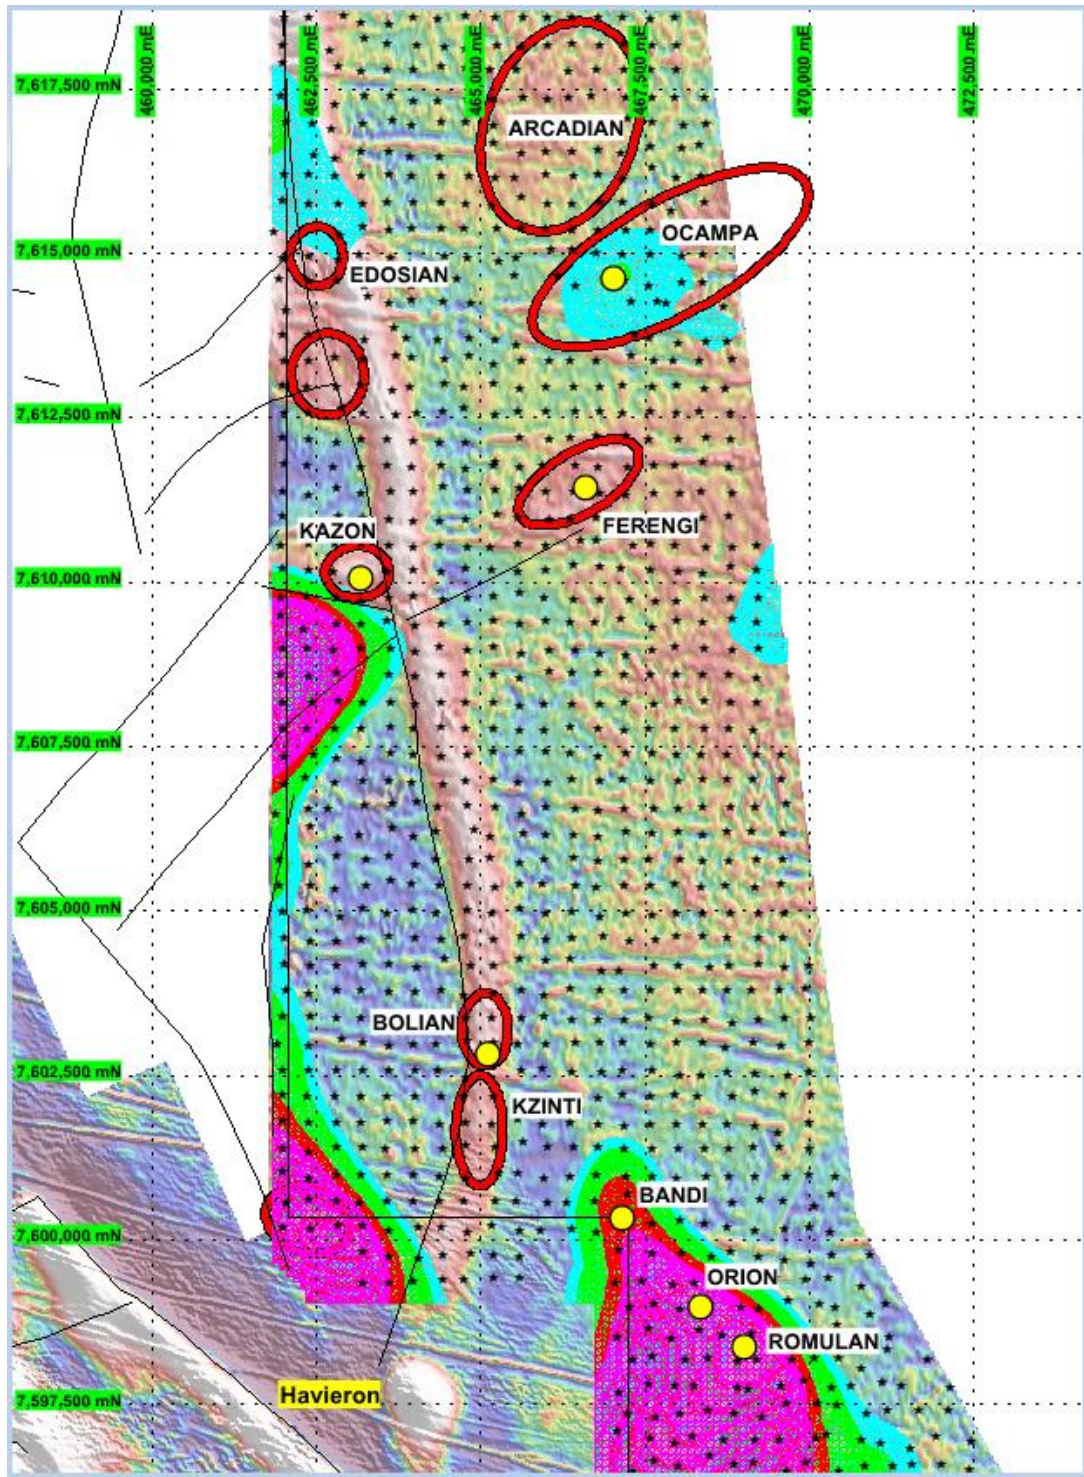 460,000 mE
462,500 mE
465,000 mE
467,500 mE
470,000 mE
472,500 mE
7,617,500 mN
ARCADIAN
OCAMPA
7,615,000 mN
EDOSIAN
7,612,500 mN
KAZON
FERENGI
7,610,000 mN
7,607,500 mN
7,605,000 mN
BOLIAN
7,602,500 mN
KZINTI
BANDI
7,600,000 mN
ORION
ROMULAN
Havieron
7,597,500 mN